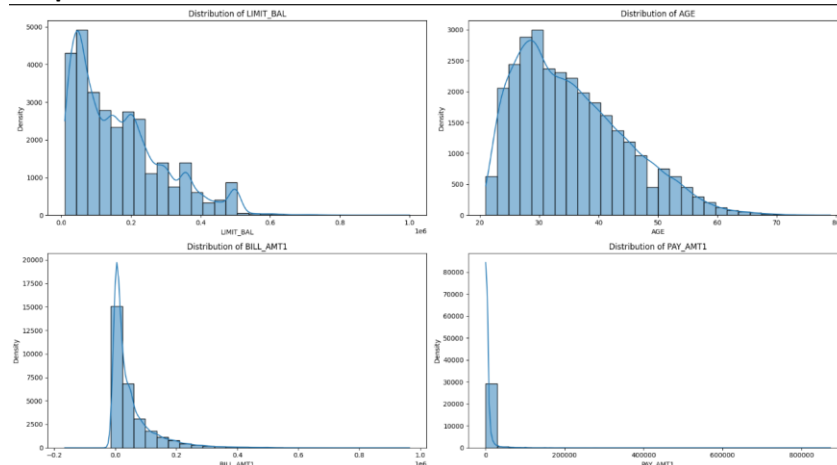 Distribution of LIMIT_BAL
Density
5000
4000
3000
2000
1000
0
0.0 0.2 0.4 0.6 0.8 1.0
LIMIT_BAL
1e6
Distribution of AGE
Density
3000
2500
2000
1500
1000
500
0
20 30 40 50 60 70 80
AGE
Distribution of BILL_AMT1
Density
20000
17500
15000
12500
10000
7500
5000
2500
0
−0.2 0.0 0.2 0.4 0.6 0.8 1.0
BILL_AMT1
1e6
Distribution of PAY_AMT1
Density
80000
70000
60000
50000
40000
30000
20000
10000
0
0 200000 400000 600000 800000
PAY_AMT1